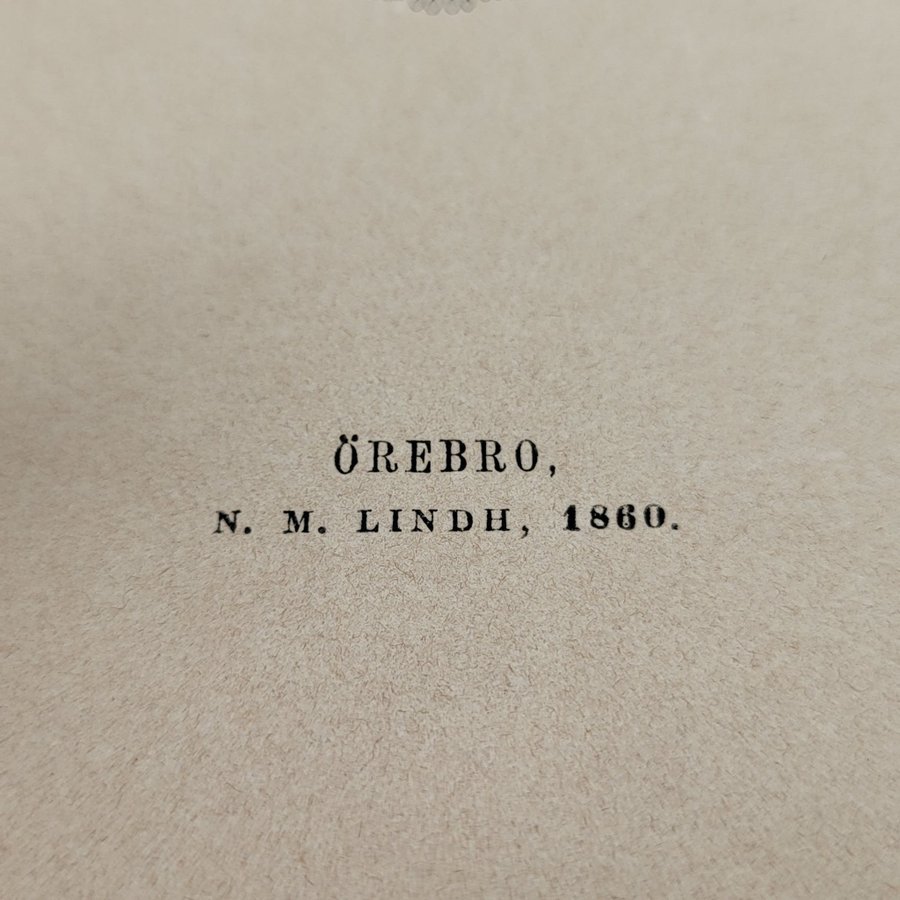 ÖREBRO,
N. M. LINDH, 1860.